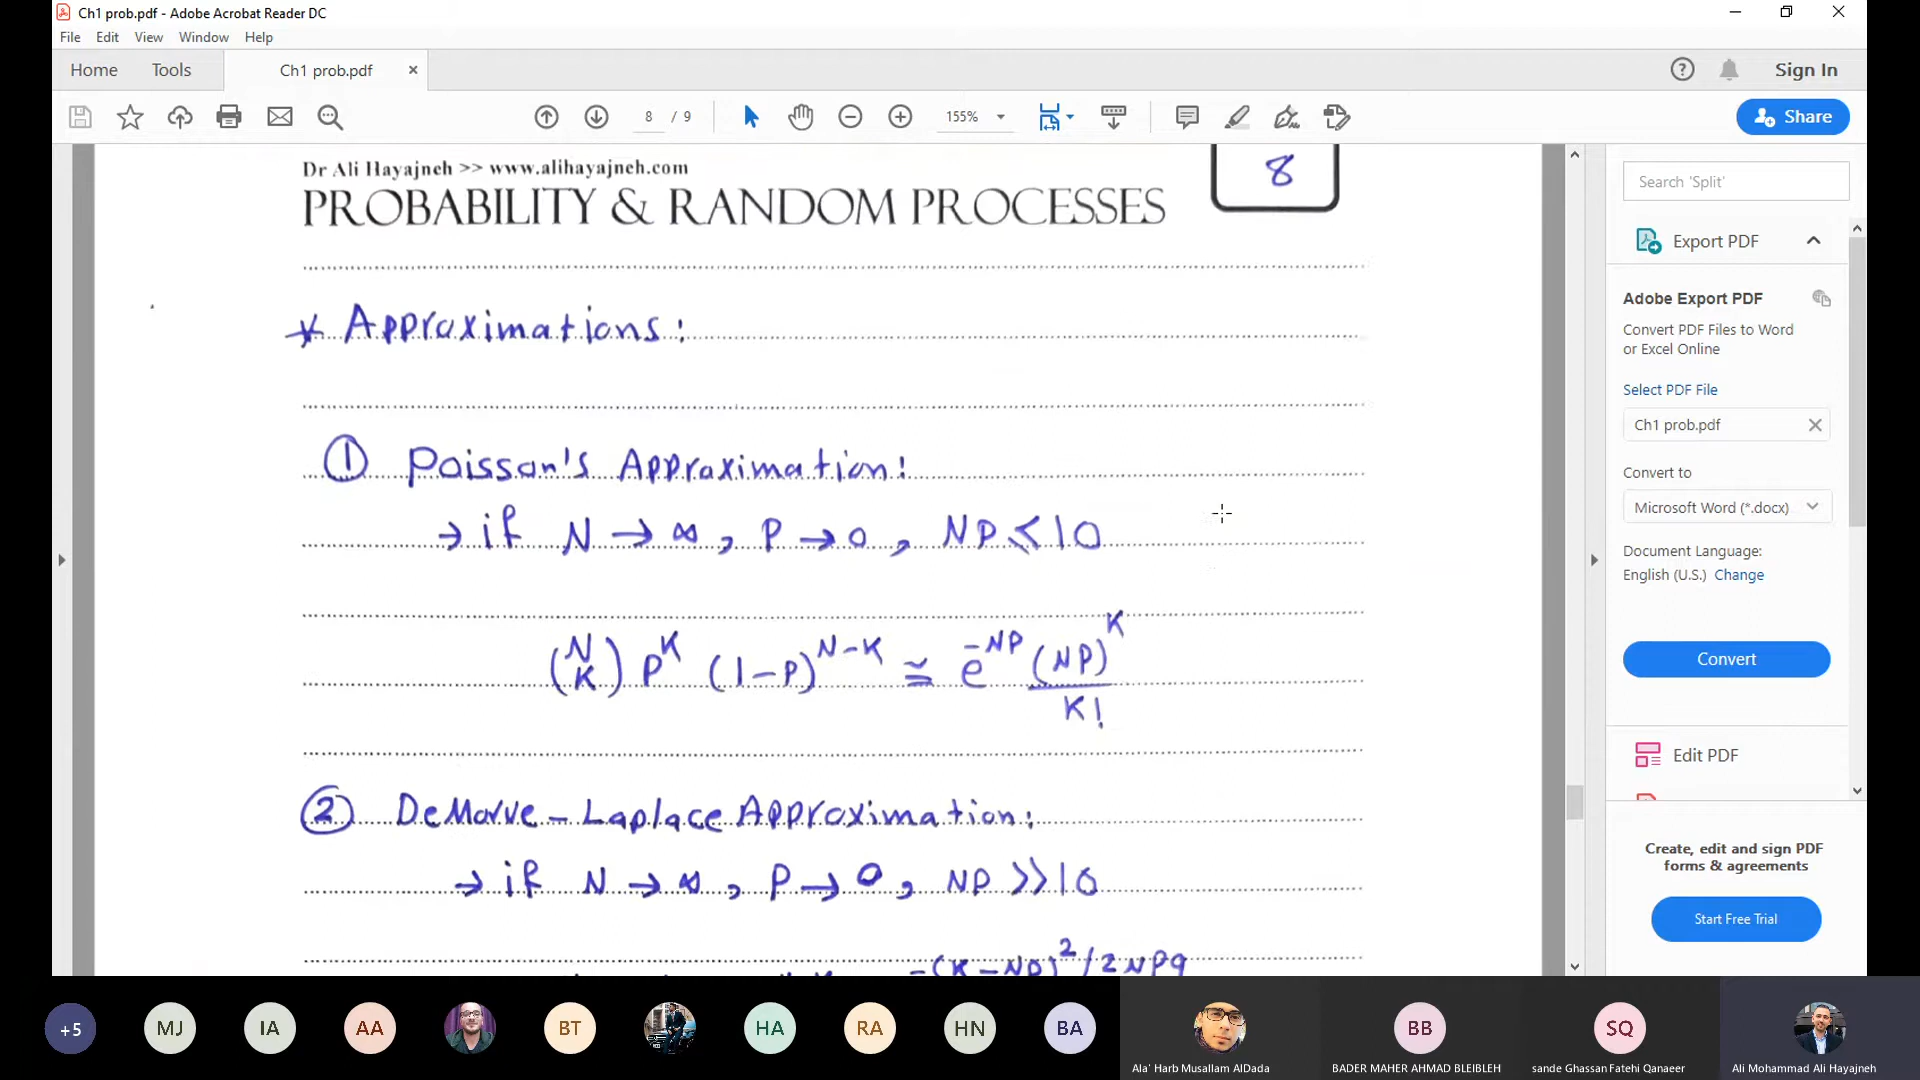 Ch1 prob.pdf - Adobe Acrobat Reader DC
File Edit View Window Help
Home Tools Ch1 prob.pdf ×
8 / 9 155% Share
? Sign In
Dr Ali Hayajneh >> www.alihayajneh.com
PROBABILITY & RANDOM PROCESSES
8
* Approximations:
① Poisson's Approximation:
→ if N → ∞, P → 0, NP ≤ 10
(N K) P^K (1-P)^{N-K} ≅ e^{-NP} (NP)^K / K!
② DeMorve - Laplace Approximation:
→ if N → ∞, P → 0, NP >> 10
-(K-NP)²/2NPq
Search 'Split'
Export PDF
Adobe Export PDF
Convert PDF Files to Word
or Excel Online
Select PDF File
Ch1 prob.pdf
Convert to
Microsoft Word (*.docx)
Document Language:
English (U.S.) Change
Convert
Edit PDF
Create, edit and sign PDF
forms & agreements
Start Free Trial
+5 MJ IA AA BT HA RA HN BA BB SQ
Ala' Harb Musallam AlDada
BADER MAHER AHMAD BLEIBLEH
sande Ghassan Fatehi Qanaeer
Ali Mohammad Ali Hayajneh